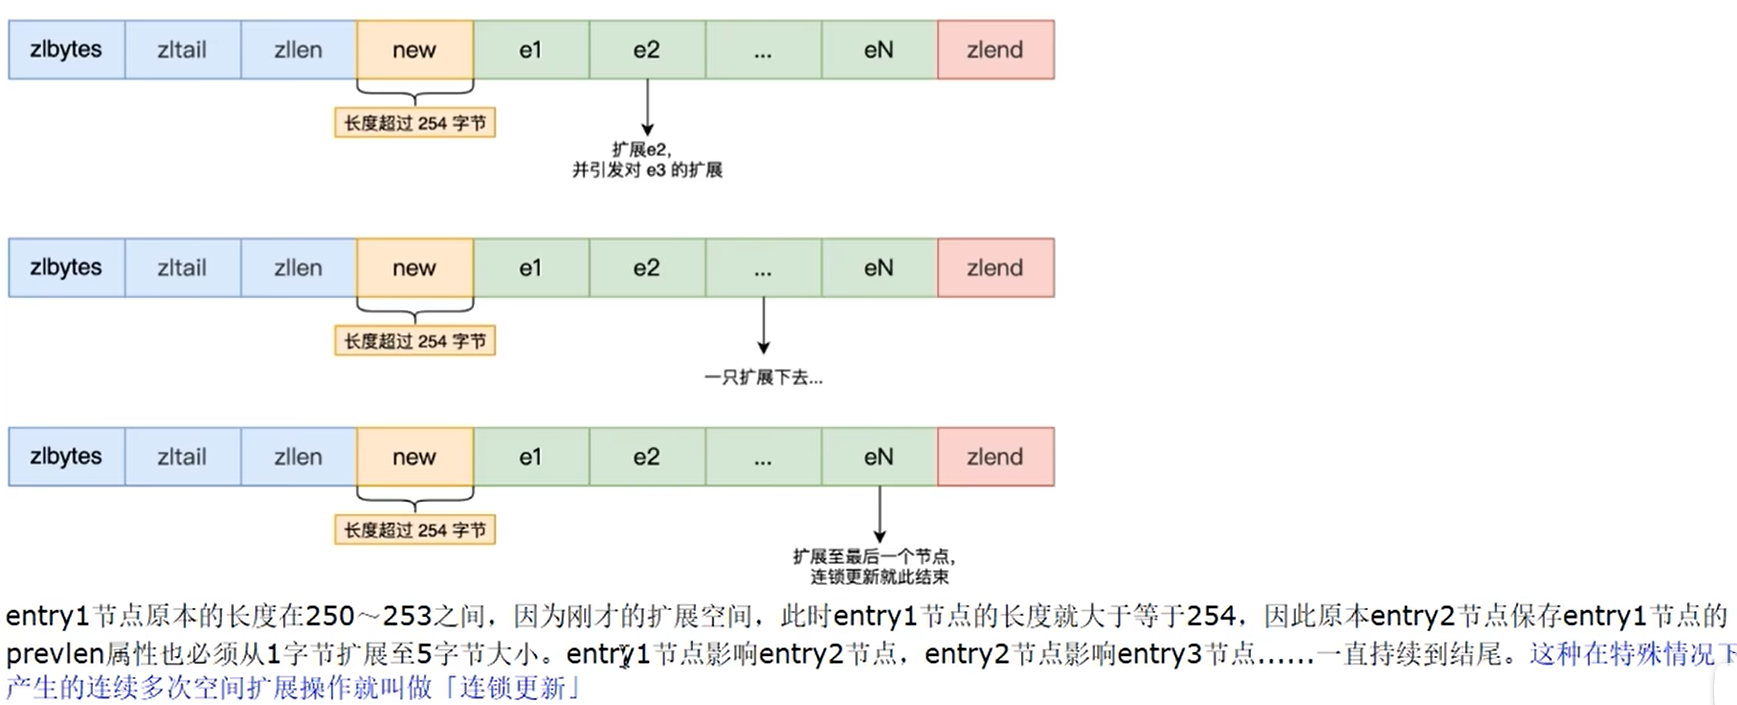 zlbytes zltail zllen new e1 e2 ... eN zlend
长度超过 254 字节
扩展e2,
并引发对 e3 的扩展
zlbytes zltail zllen new e1 e2 ... eN zlend
长度超过 254 字节
一只扩展下去...
zlbytes zltail zllen new e1 e2 ... eN zlend
长度超过 254 字节
扩展至最后一个节点，
连锁更新就此结束
entry1节点原本的长度在250～253之间，因为刚才的扩展空间，此时entry1节点的长度就大于等于254，因此原本entry2节点保存entry1节点的
prevlen属性也必须从1字节扩展至5字节大小。entry1节点影响entry2节点，entry2节点影响entry3节点......一直持续到结尾。这种在特殊情况下
产生的连续多次空间扩展操作就叫做「连锁更新」